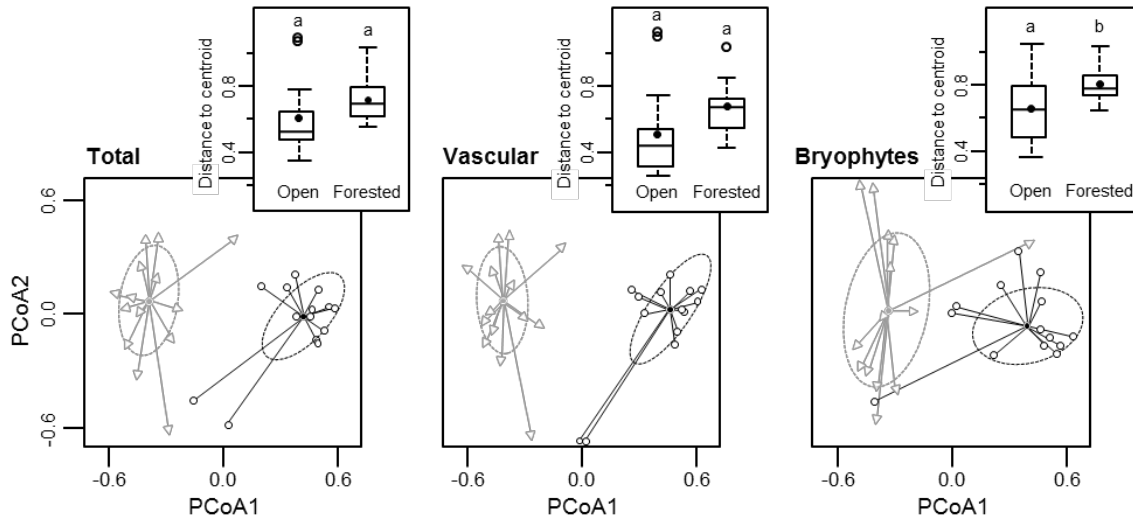 a a
Distance to centroid
0.8
0.4
Open Forested
Total
a a
Distance to centroid
0.8
0.4
Open Forested
Vascular
a b
Distance to centroid
0.8
0.4
Open Forested
Bryophytes
PCoA2
0.6
0.0
-0.6
-0.6 0.0 0.6
PCoA1
-0.6 0.0 0.6
PCoA1
-0.6 0.0 0.6
PCoA1